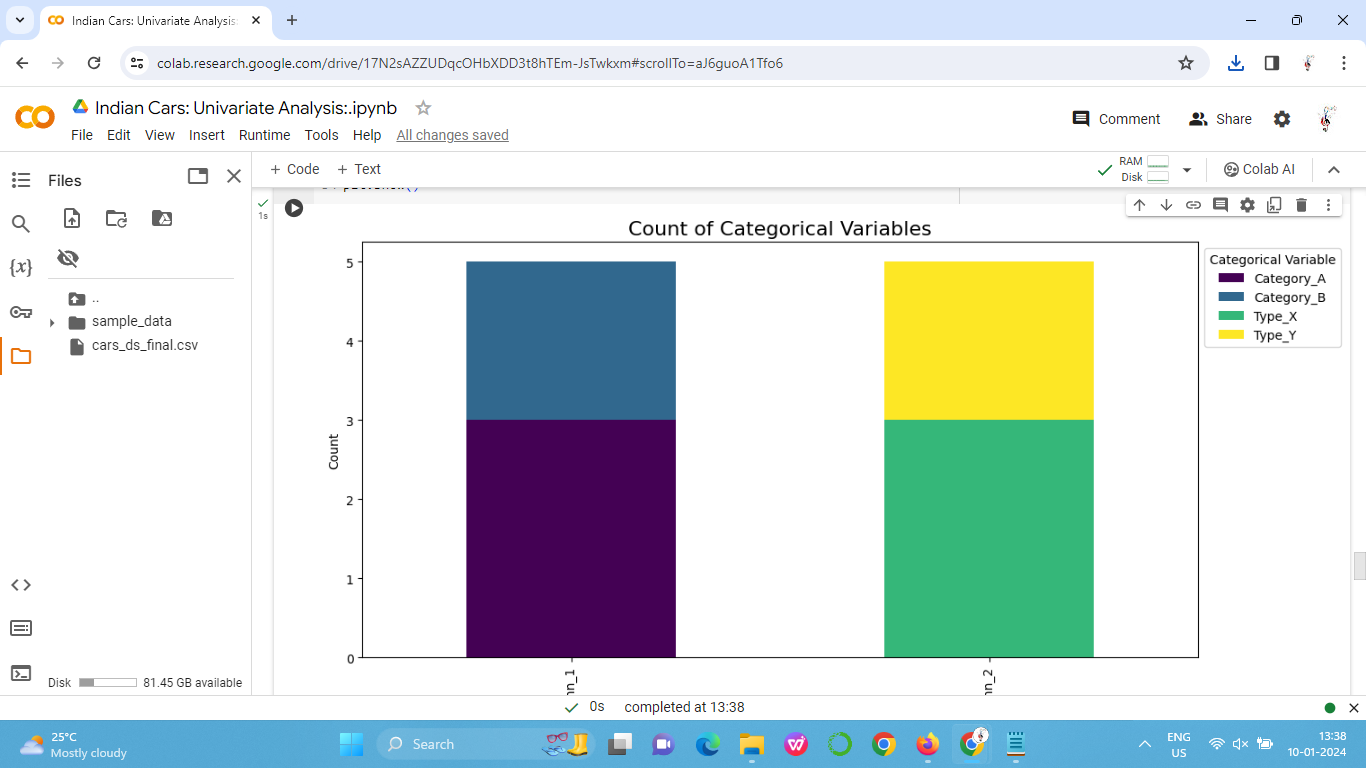 Indian Cars: Univariate Analysis
colab.research.google.com/drive/17N2sAZZUDqcOHbXDD3t8hTEm-JsTwkxm#scrollTo=aJ6guoA1Tfo6
Indian Cars: Univariate Analysis:.ipynb
File Edit View Insert Runtime Tools Help All changes saved
Comment
Share
Files
+ Code + Text
RAM
Disk
Colab AI
{x}
..
sample_data
cars_ds_final.csv
Disk
81.45 GB available
1s
Count of Categorical Variables
Categorical Variable
Category_A
Category_B
Type_X
Type_Y
Count
5
4
3
2
1
0
nn_1
nn_2
0s completed at 13:38
25°C
Mostly cloudy
Search
ENG
US
13:38
10-01-2024